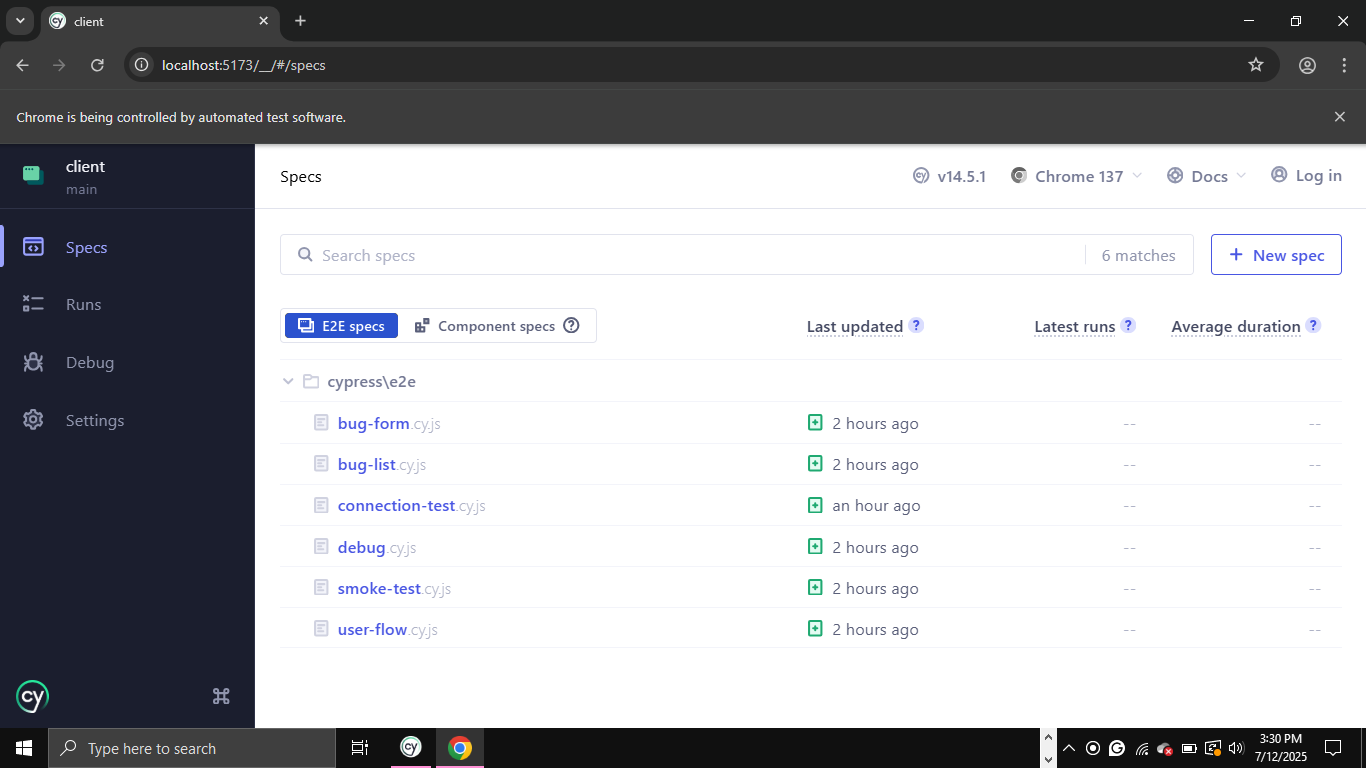 client
localhost:5173/__/#/specs
Chrome is being controlled by automated test software.
client
main
Specs
v14.5.1
Chrome 137
Docs
Log in
Specs
Runs
Debug
Settings
Search specs
6 matches
+ New spec
E2E specs
Component specs
Last updated ?
Latest runs ?
Average duration ?
cypress\e2e
bug-form.cy.js 2 hours ago -- --
bug-list.cy.js 2 hours ago -- --
connection-test.cy.js an hour ago -- --
debug.cy.js 2 hours ago -- --
smoke-test.cy.js 2 hours ago -- --
user-flow.cy.js 2 hours ago -- --
cy
Type here to search
cy
3:30 PM
7/12/2025